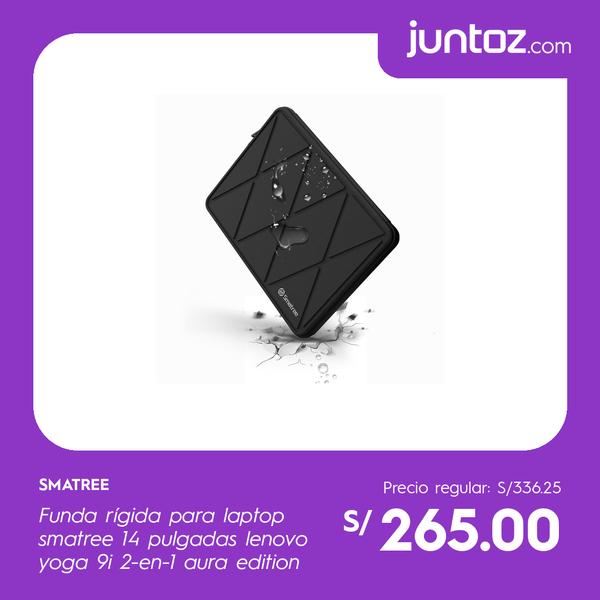 juntoz.com
Smatree
SMATREE
Funda rígida para laptop
smatree 14 pulgadas lenovo
yoga 9i 2-en-1 aura edition
Precio regular: S/336.25
S/ 265.00